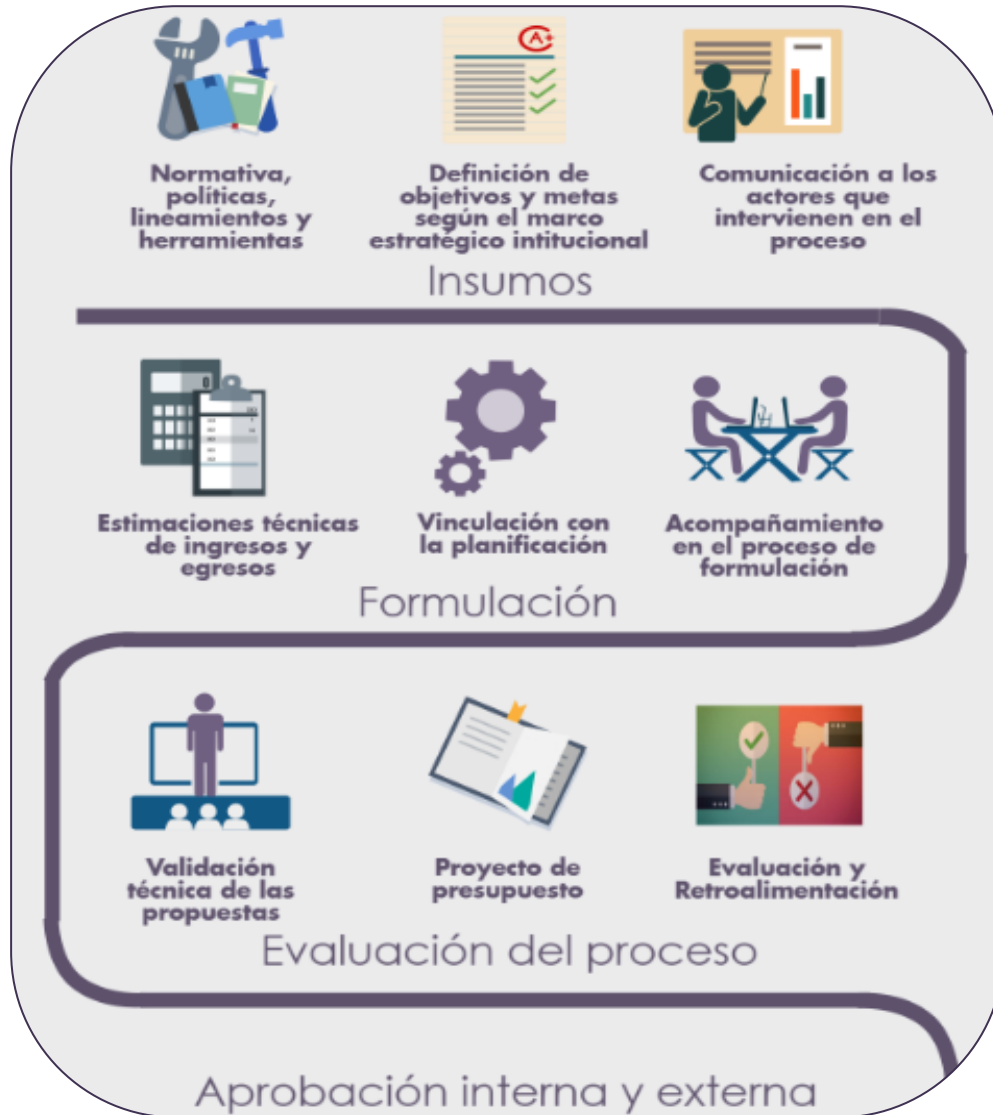 A+
Normativa,
políticas,
lineamientos y
herramientas
Definición de
objetivos y metas
según el marco
estratégico intitucional
Comunicación a los
actores que
intervienen en el
proceso
Insumos
0
Estimaciones técnicas
de ingresos y
egresos
Vinculación con
la planificación
Acompañamiento
en el proceso de
formulación
Formulación
Validación
técnica de las
propuestas
Proyecto de
presupuesto
Evaluación y
Retroalimentación
Evaluación del proceso
Aprobación interna y externa